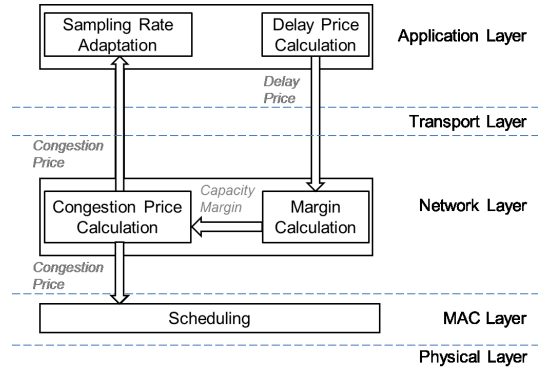 Sampling Rate
Adaptation
Delay Price
Calculation
Application Layer
Delay
Price
Transport Layer
Congestion
Price
Congestion Price
Calculation
Capacity
Margin
Margin
Calculation
Network Layer
Congestion
Price
Scheduling
MAC Layer
Physical Layer